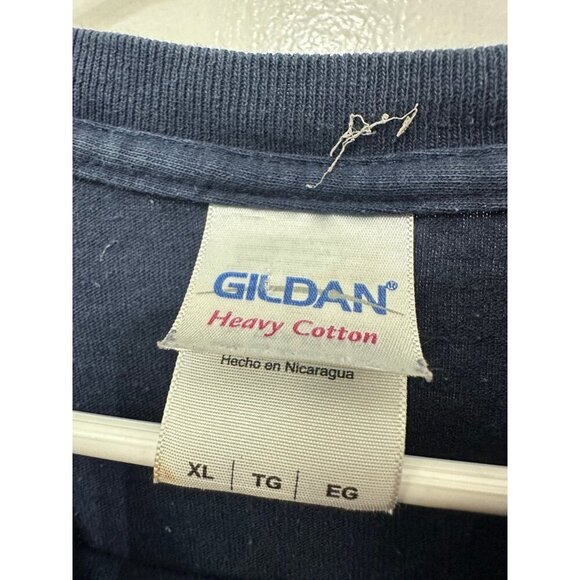 GILDAN®
Heavy Cotton
Hecho en Nicaragua
XL | TG | EG